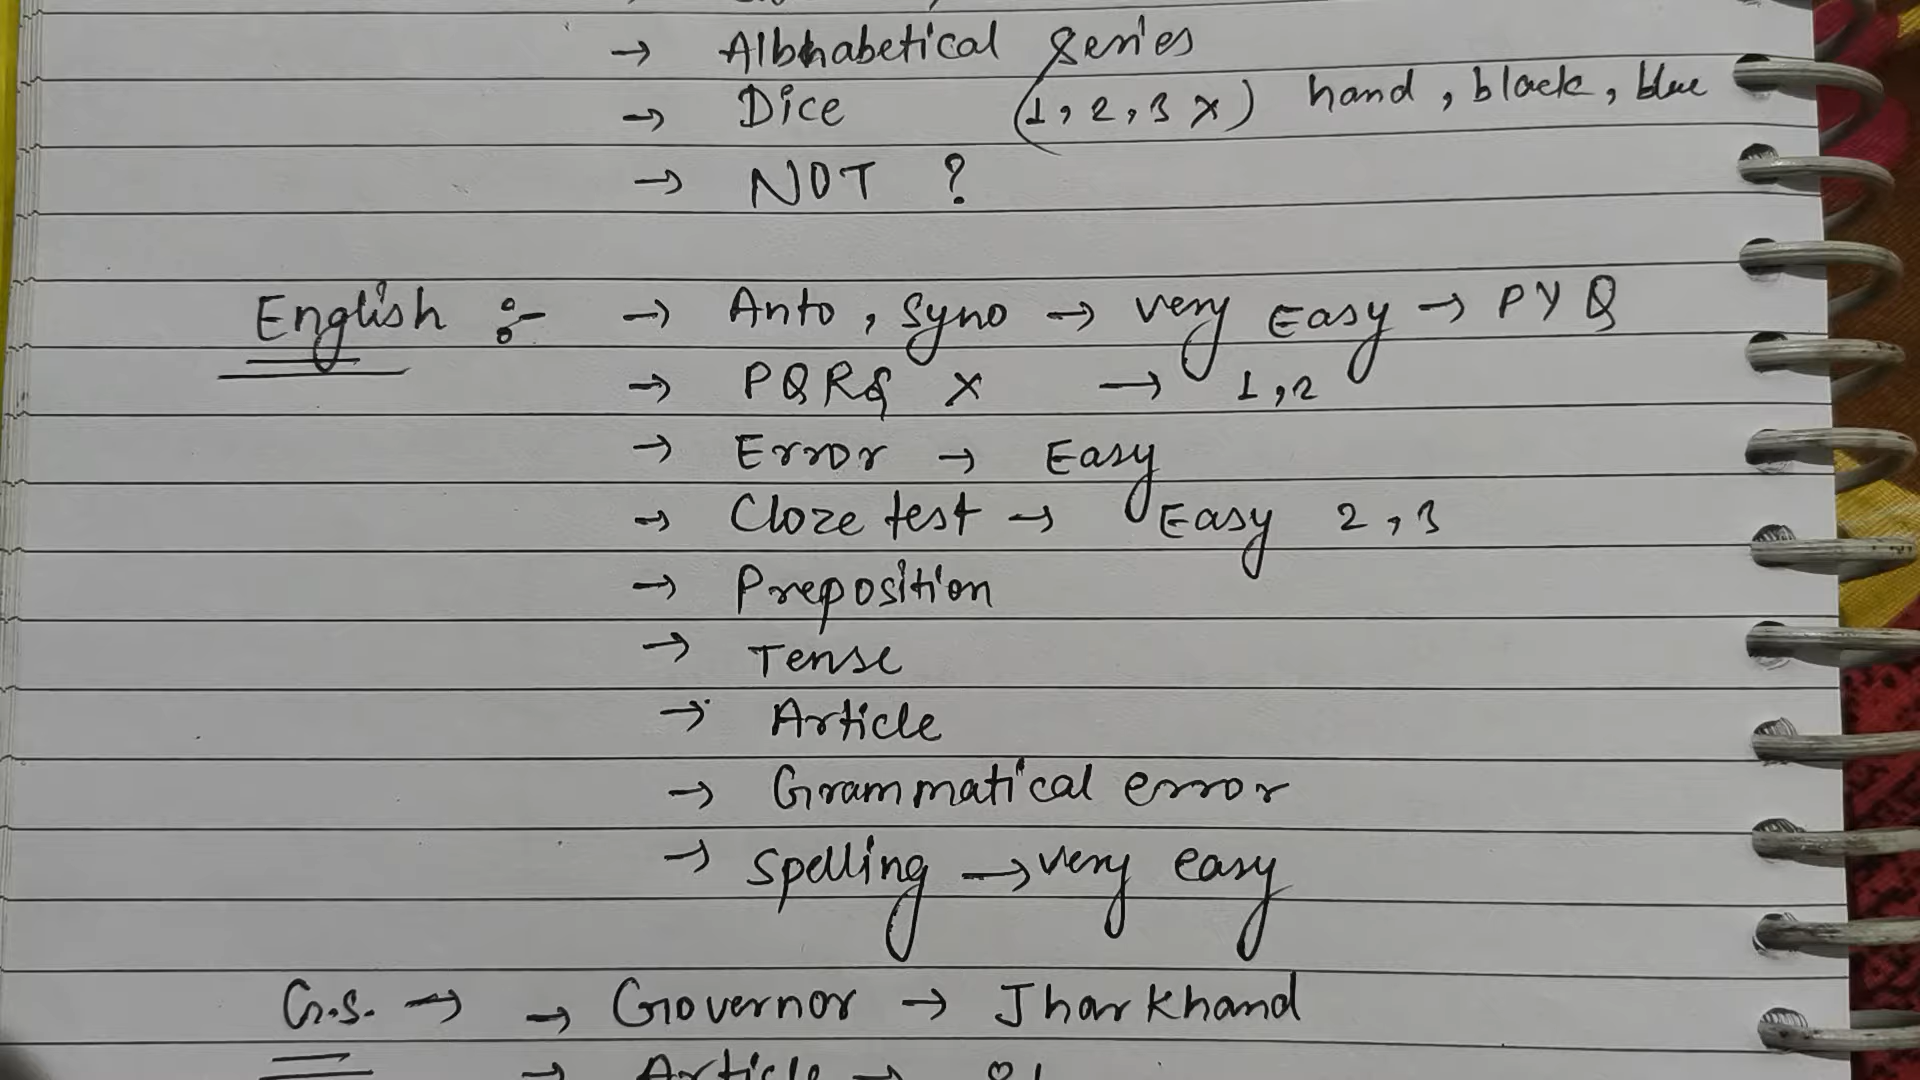 → Albhabetical Series
→ Dice (1, 2, 3 x) hand, black, blue
→ NOT ?
English :- → Anto, Syno → very Easy → PYQ
→ PQRS x → 1,2
→ Error → Easy
→ Cloze test → Easy 2,3
→ Preposition
→ Tense
→ Article
→ Grammatical error
→ Spelling → very easy
G.S. → → Governor → Jharkhand
→ Article →